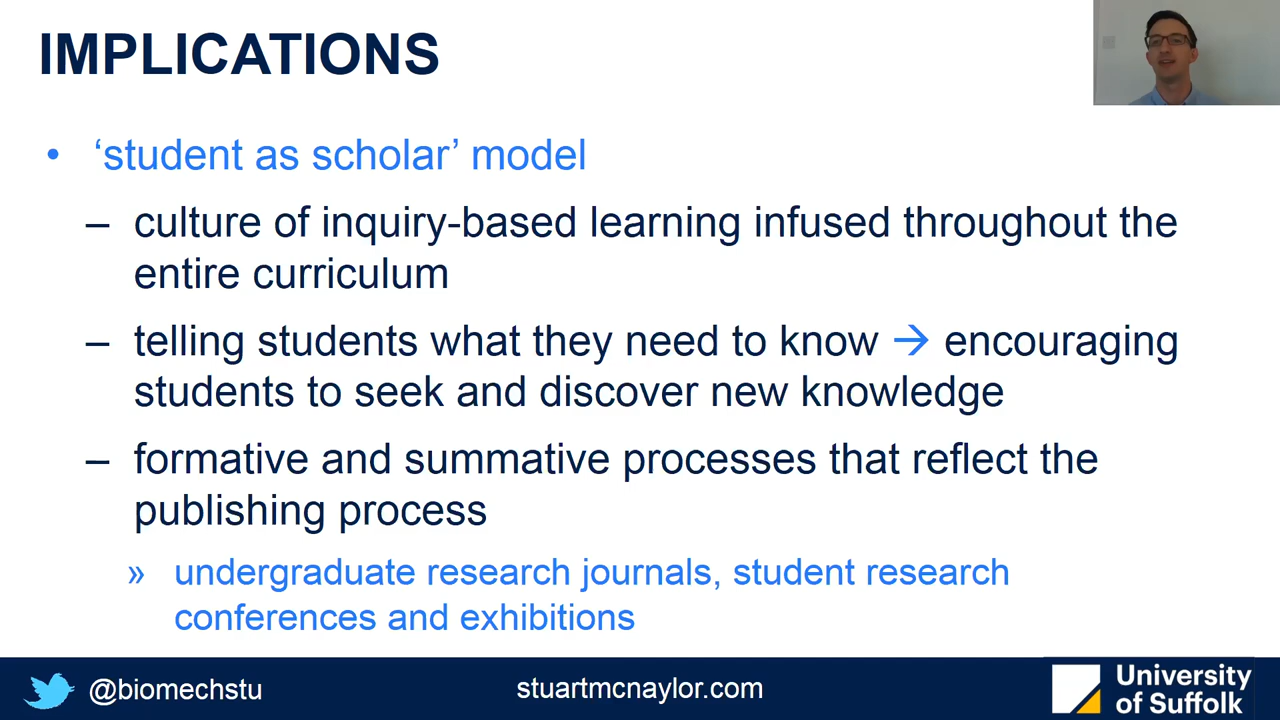 IMPLICATIONS
• ‘student as scholar’ model
– culture of inquiry-based learning infused throughout the
entire curriculum
– telling students what they need to know → encouraging
students to seek and discover new knowledge
– formative and summative processes that reflect the
publishing process
» undergraduate research journals, student research
conferences and exhibitions
@biomechstu
stuartmcnaylor.com
University
of Suffolk